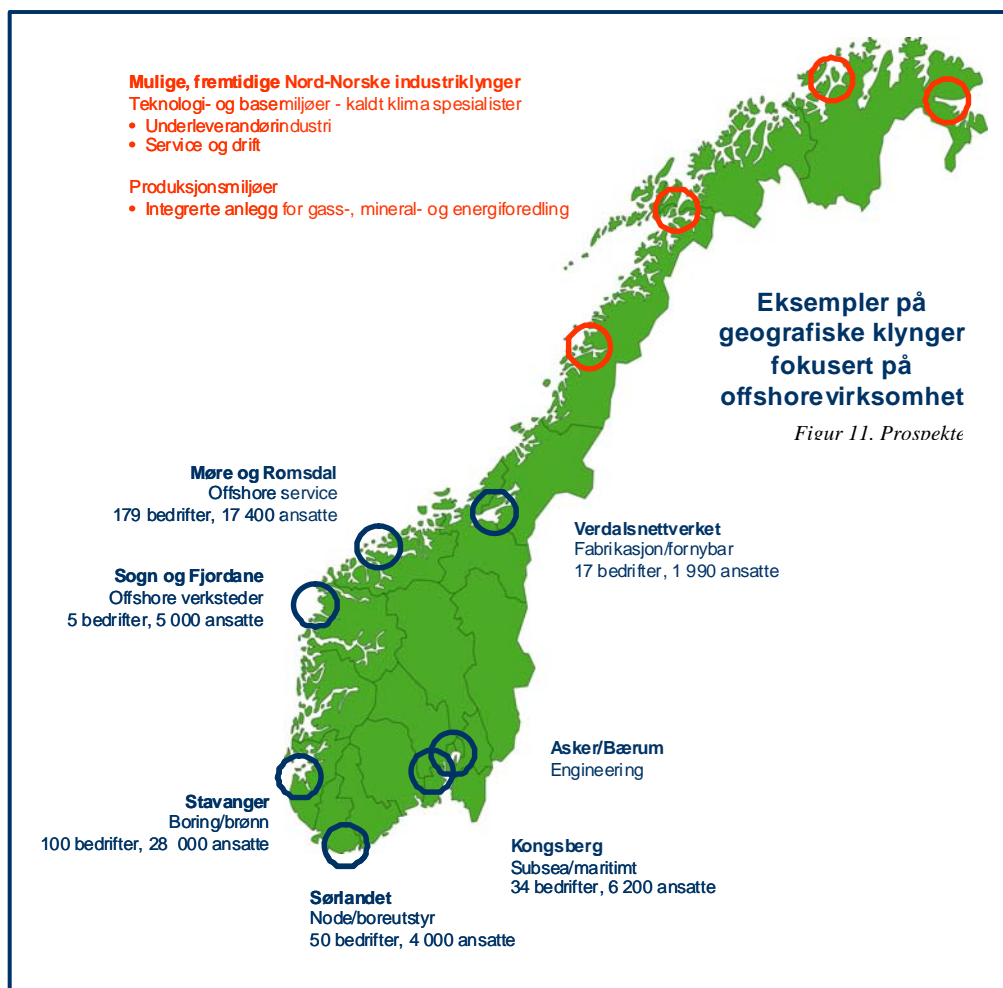 Mulige, fremtidige Nord-Norske industriklynger
Teknologi- og basemiljøer - kaldt klima spesialister
• Underleverandørindustri
• Service og drift
Produksjonsmiljøer
• Integrerte anlegg for gass-, mineral- og energiforedling
Eksempler på
geografiske klynger
fokusert på
offshorevirksomhet
Figur 11. Prospekte
Møre og Romsdal
Offshore service
179 bedrifter, 17 400 ansatte
Verdalsnettverket
Fabrikasjon/fornybar
17 bedrifter, 1 990 ansatte
Sogn og Fjordane
Offshore verksteder
5 bedrifter, 5 000 ansatte
Asker/Bærum
Engineering
Stavanger
Boring/brønn
100 bedrifter, 28 000 ansatte
Kongsberg
Subsea/maritimt
34 bedrifter, 6 200 ansatte
Sørlandet
Node/boreutstyr
50 bedrifter, 4 000 ansatte